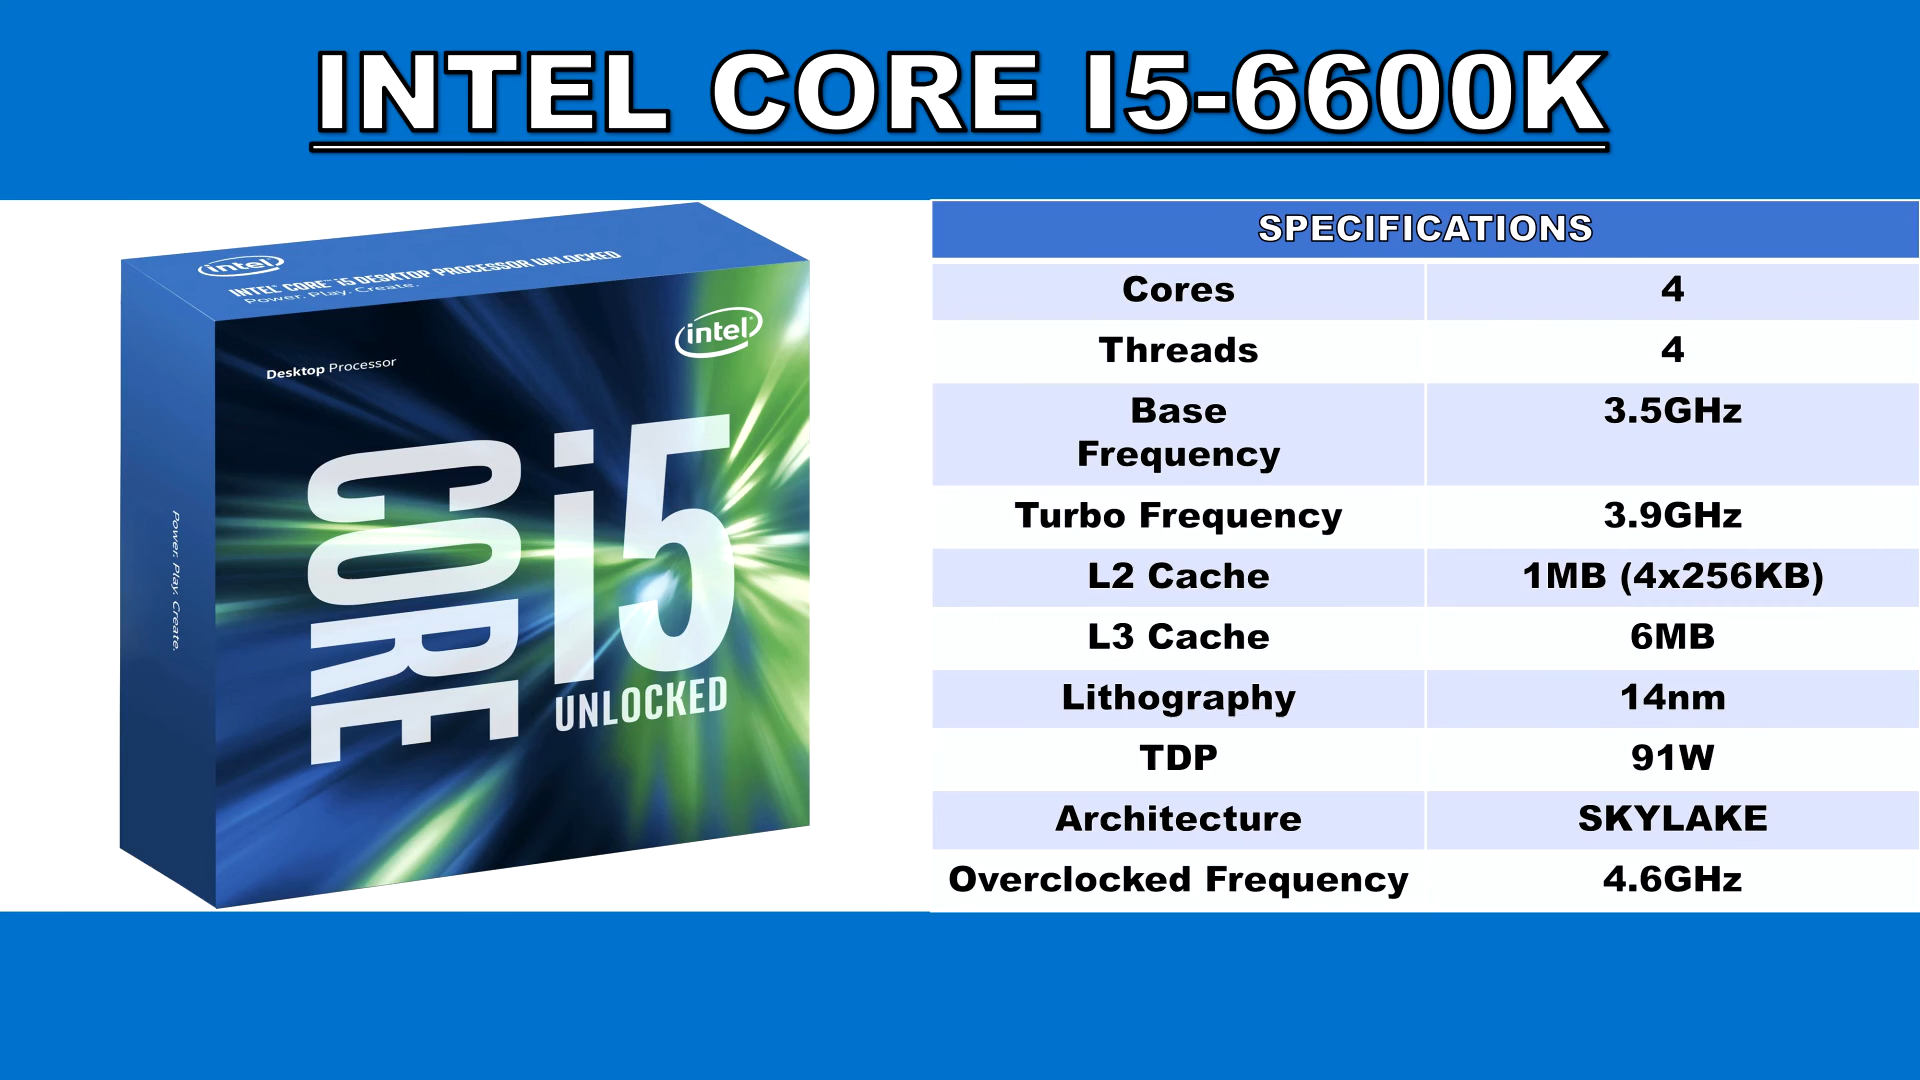 INTEL CORE I5-6600K
intel
INTEL® CORE™ i5 DESKTOP PROCESSOR UNLOCKED
Power. Play. Create.
intel
Desktop Processor
CORE i5
UNLOCKED
Power. Play. Create.
SPECIFICATIONS
Cores 4
Threads 4
Base 3.5GHz
Frequency
Turbo Frequency 3.9GHz
L2 Cache 1MB (4x256KB)
L3 Cache 6MB
Lithography 14nm
TDP 91W
Architecture SKYLAKE
Overclocked Frequency 4.6GHz